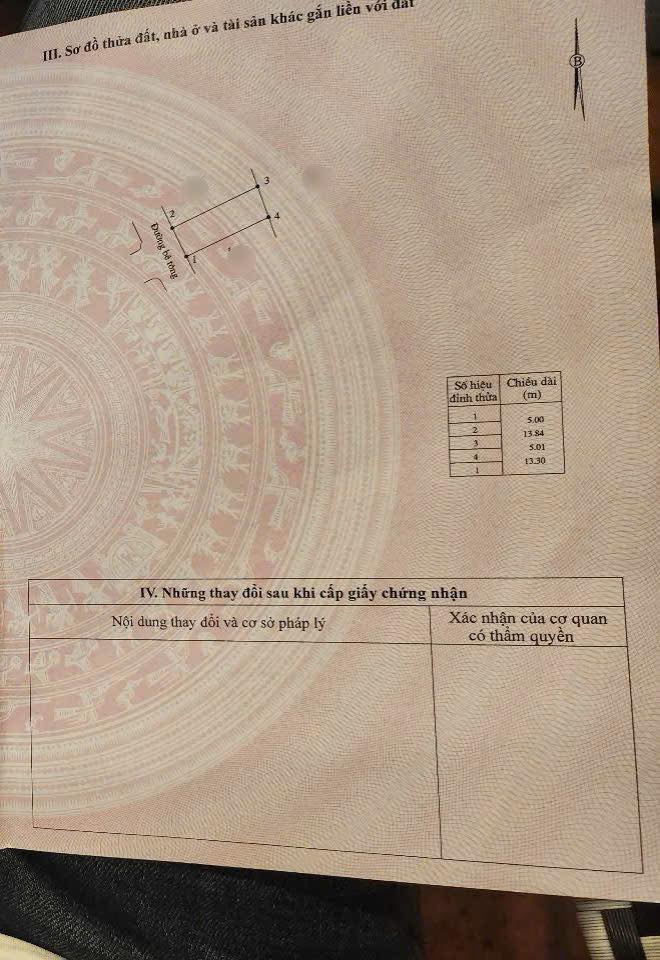 III. Sơ đồ thửa đất, nhà ở và tài sản khác gắn liền với đất
B
3
2
4
Đường bê tông
1
Số hiệu đỉnh thửa
Chiều dài (m)
1
5.00
2
13.84
3
5.01
4
13.30
1
IV. Những thay đổi sau khi cấp giấy chứng nhận
Nội dung thay đổi và cơ sở pháp lý
Xác nhận của cơ quan
có thẩm quyền